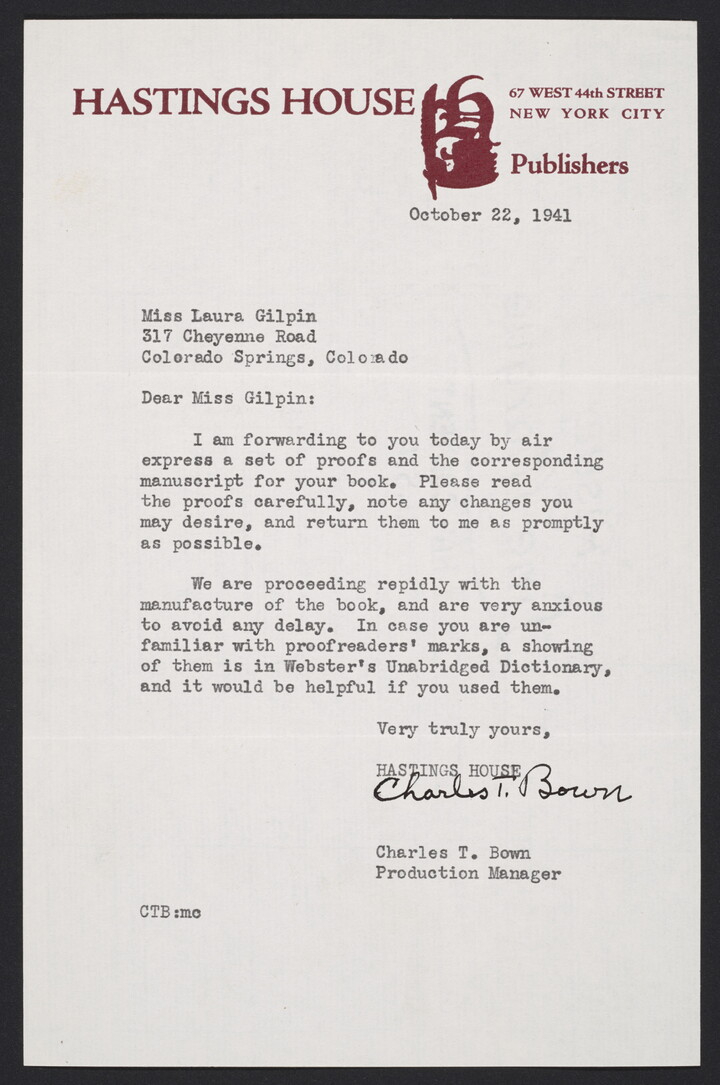 HASTINGS HOUSE
67 WEST 44th STREET
NEW YORK CITY
Publishers
October 22, 1941
Miss Laura Gilpin
317 Cheyenne Road
Colorado Springs, Colorado
Dear Miss Gilpin:
I am forwarding to you today by air
express a set of proofs and the corresponding
manuscript for your book. Please read
the proofs carefully, note any changes you
may desire, and return them to me as promptly
as possible.
We are proceeding repidly with the
manufacture of the book, and are very anxious
to avoid any delay. In case you are un-
familiar with proofreaders' marks, a showing
of them is in Webster's Unabridged Dictionary,
and it would be helpful if you used them.
Very truly yours,
HASTINGS HOUSE
Charles T. Bown
Charles T. Bown
Production Manager
CTB:mc